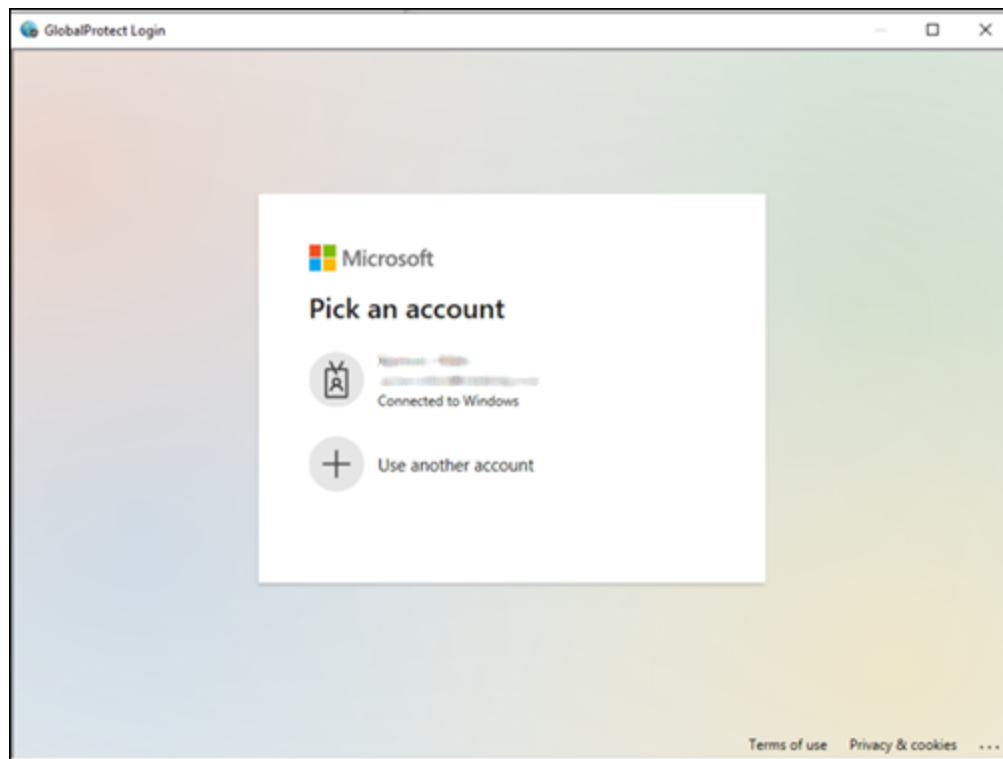 GlobalProtect Login
Microsoft
Pick an account
Connected to Windows
Use another account
Terms of use Privacy & cookies ...